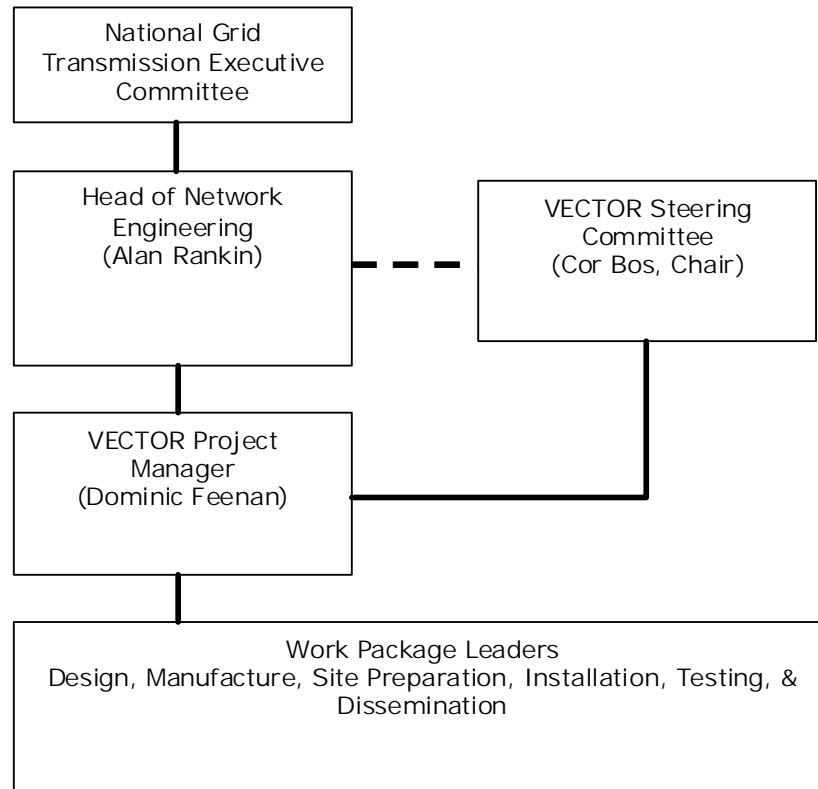 National Grid
Transmission Executive
Committee
Head of Network
Engineering
(Alan Rankin)
VECTOR Steering
Committee
(Cor Bos, Chair)
VECTOR Project
Manager
(Dominic Feenan)
Work Package Leaders
Design, Manufacture, Site Preparation, Installation, Testing, &
Dissemination